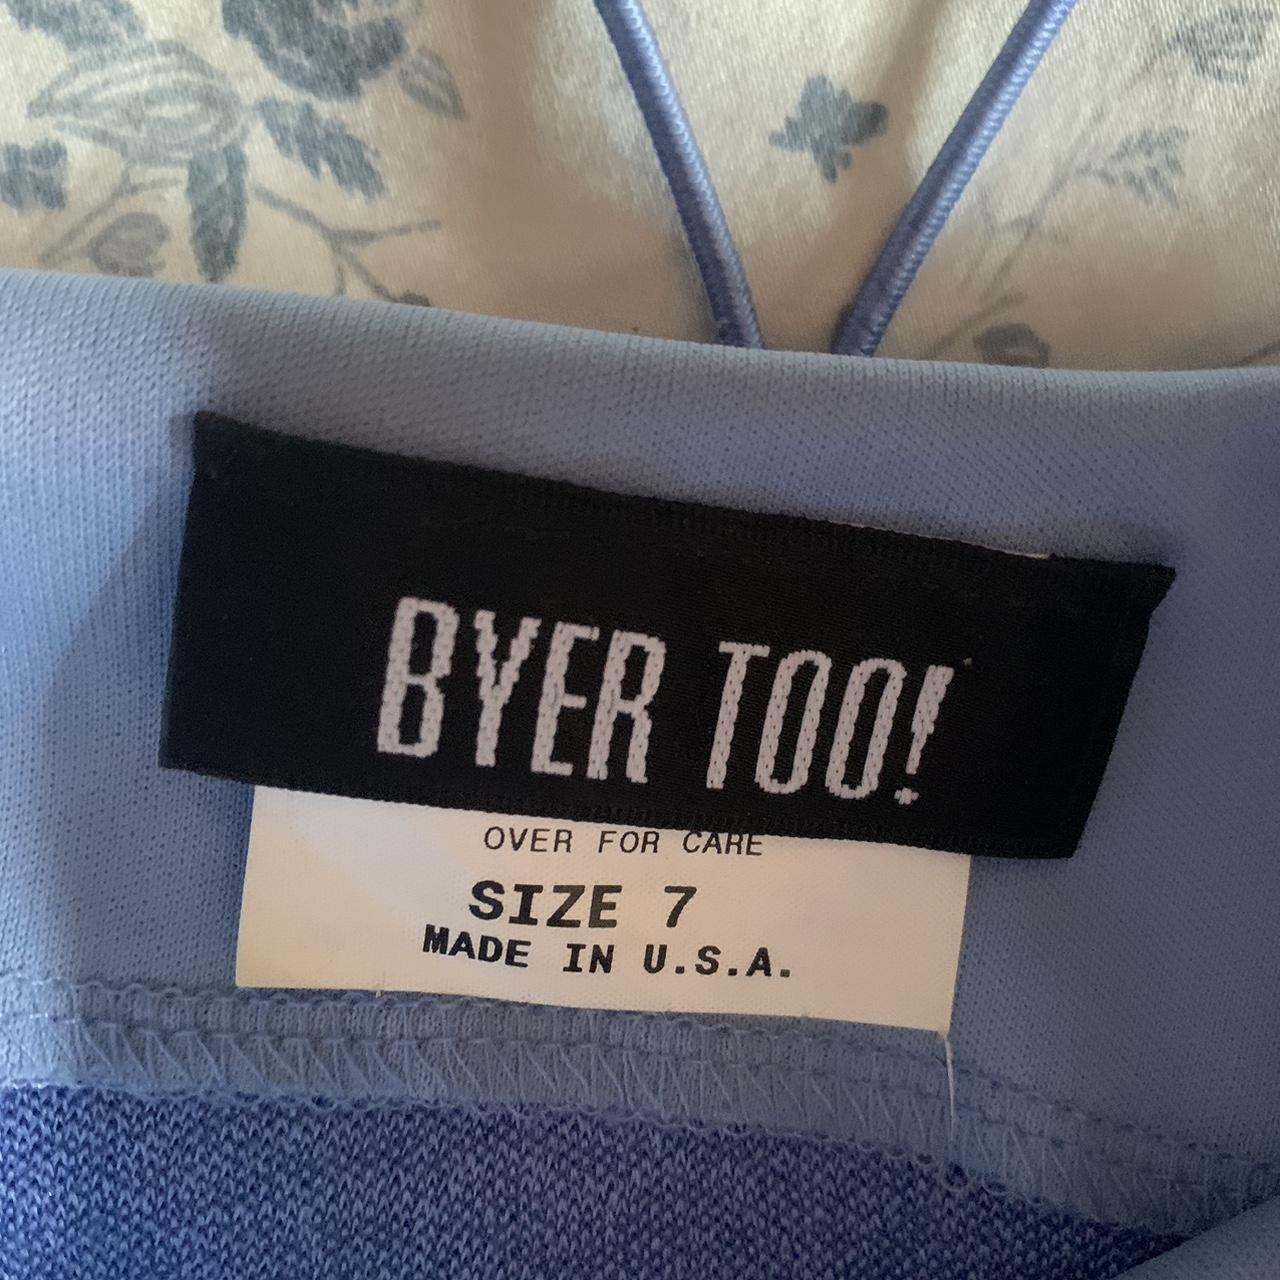 BYER TOO!
OVER FOR CARE
SIZE 7
MADE IN U.S.A.